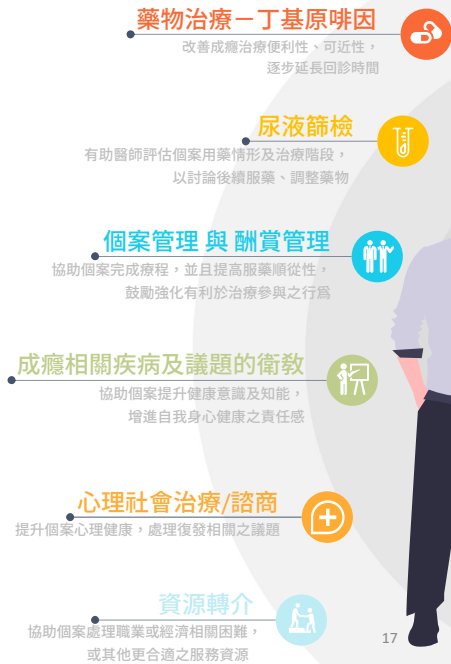 藥物治療－丁基原啡因
改善成癮治療便利性、可近性，
逐步延長回診時間
尿液篩檢
有助醫師評估個案用藥情形及治療階段，
以討論後續服藥、調整藥物
個案管理 與 酬賞管理
協助個案完成療程，並且提高服藥順從性，
鼓勵強化有利於治療參與之行為
成癮相關疾病及議題的衛教
協助個案提升健康意識及知能，
增進自我身心健康之責任感
心理社會治療/諮商
提升個案心理健康，處理復發相關之議題
資源轉介
協助個案處理職業或經濟相關困難，
或其他更合適之服務資源
17